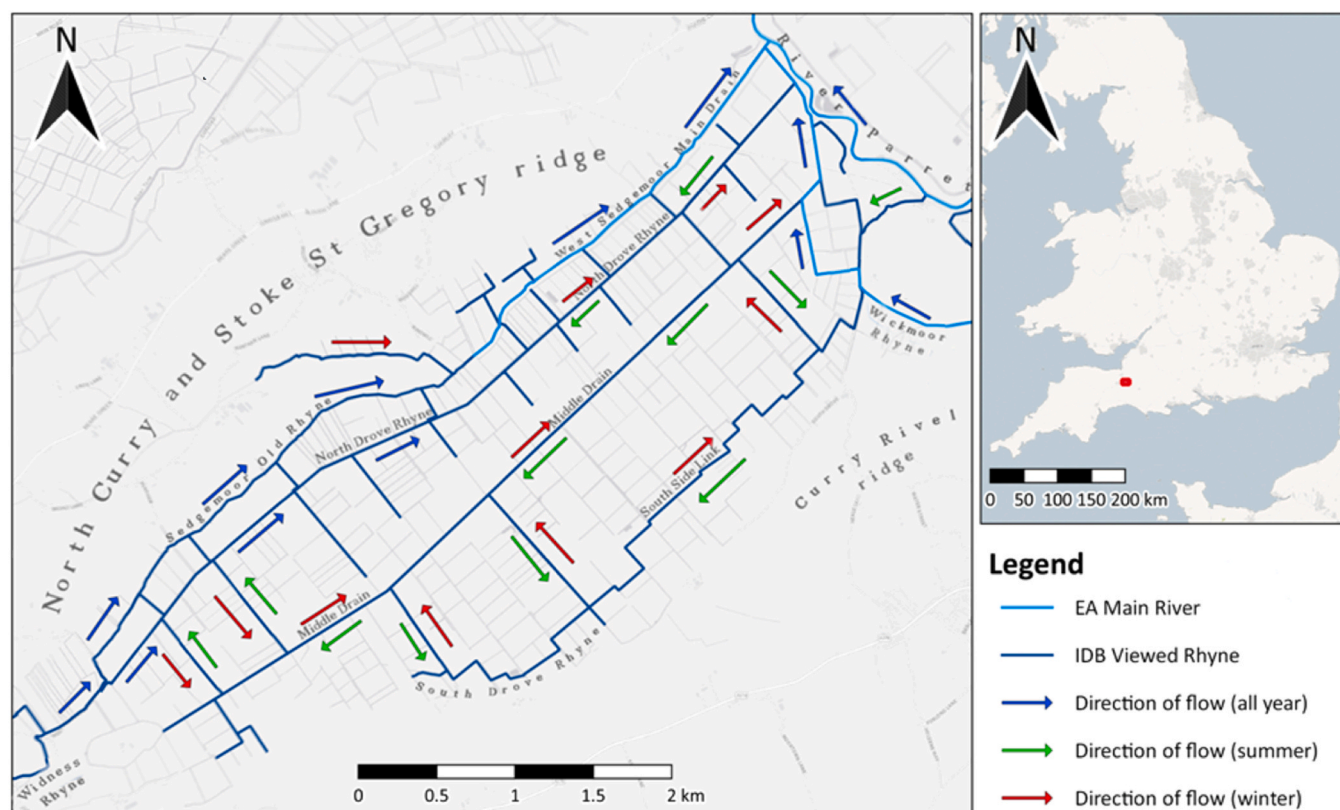 N
River Parret
West Sedgemoor Main Drain
North Curry and Stoke St Gregory ridge
North Drove Rhyne
Wickmoor
Rhyne
Middle Drain
Sedgemoor Old Rhyne
North Drove Rhyne
Curry Rivel
ridge
South Side Link
Middle Drain
South Drove Rhyne
Widness
Rhyne
0 0.5 1 1.5 2 km
N
0 50 100 150 200 km
Legend
EA Main River
IDB Viewed Rhyne
Direction of flow (all year)
Direction of flow (summer)
Direction of flow (winter)